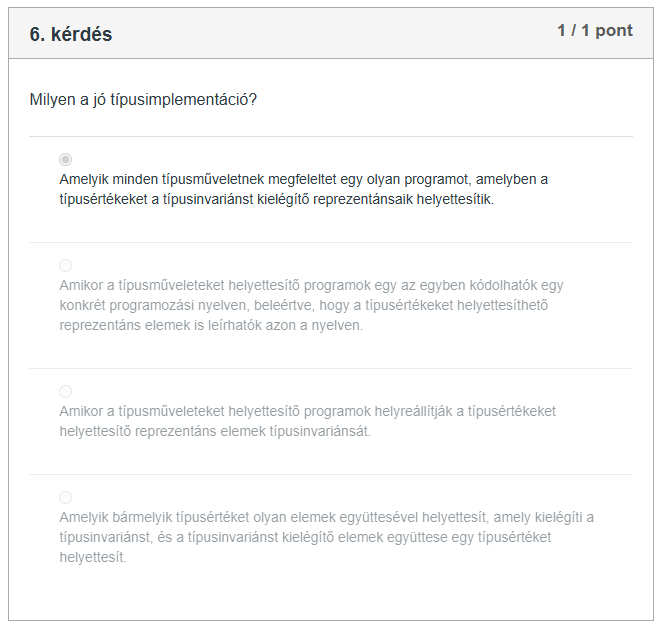 6. kérdés
1 / 1 pont
Milyen a jó típusimplementáció?
Amelyik minden típusműveletnek megfeleltet egy olyan programot, amelyben a
típusértékeket a típusinvariánst kielégítő reprezentánsaik helyettesítik.
Amikor a típusműveleteket helyettesítő programok egy az egyben kódolhatók egy
konkrét programozási nyelven, beleértve, hogy a típusértékeket helyettesíthető
reprezentáns elemek is leírhatók azon a nyelven.
Amikor a típusműveleteket helyettesítő programok helyreállítják a típusértékeket
helyettesítő reprezentáns elemek típusinvariánsát.
Amelyik bármelyik típusértéket olyan elemek együttesével helyettesít, amely kielégíti a
típusinvariánst, és a típusinvariánst kielégítő elemek együttese egy típusértéket
helyettesít.